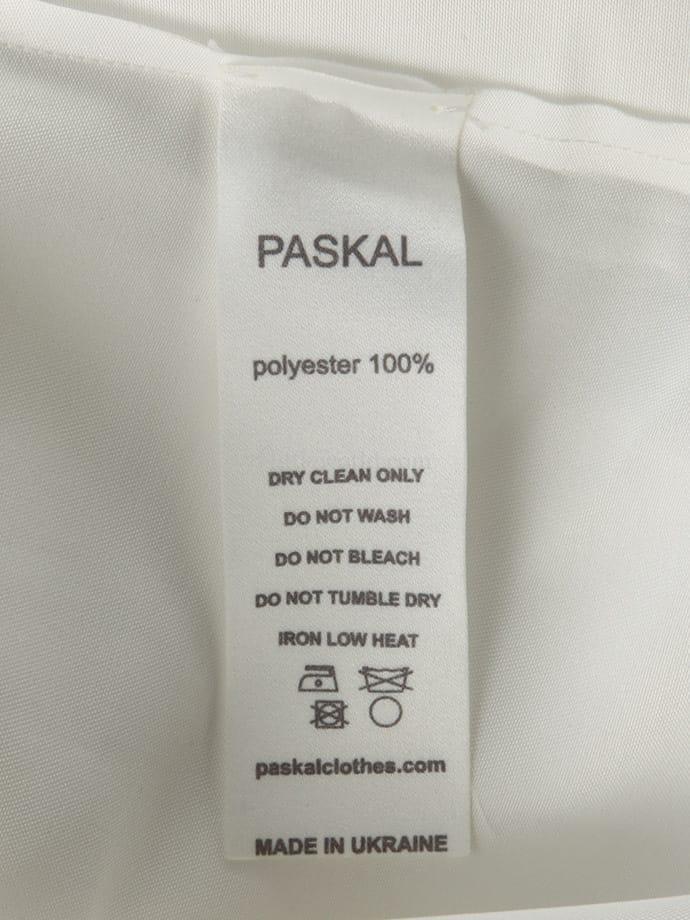 PASKAL
polyester 100%
DRY CLEAN ONLY
DO NOT WASH
DO NOT BLEACH
DO NOT TUMBLE DRY
IRON LOW HEAT
paskalclothes.com
MADE IN UKRAINE